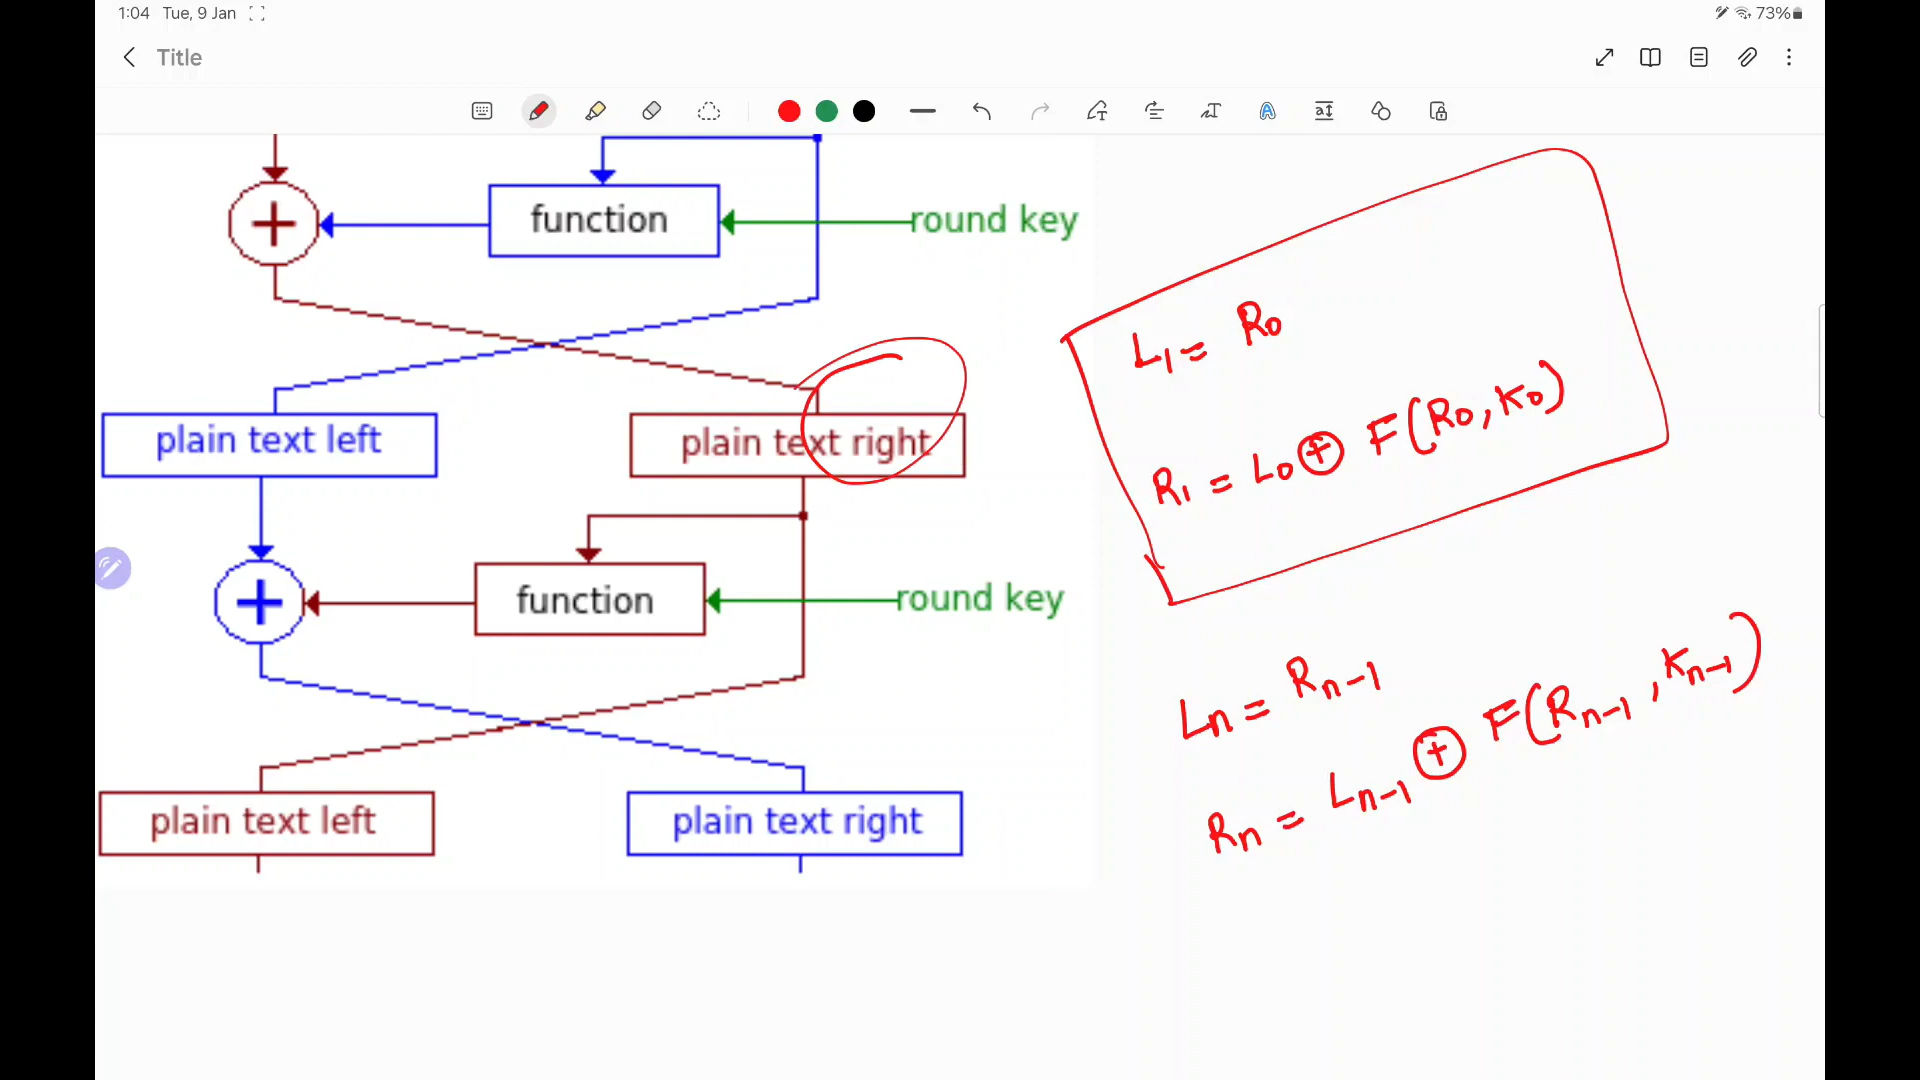 1:04 Tue, 9 Jan 73%
Title
function
round key
plain text left
plain text right
function
round key
plain text left
plain text right
L1 = R0
R1 = L0 ⊕ F(R0, K0)
Ln = Rn-1
Rn = Ln-1 ⊕ F(Rn-1, Kn-1)